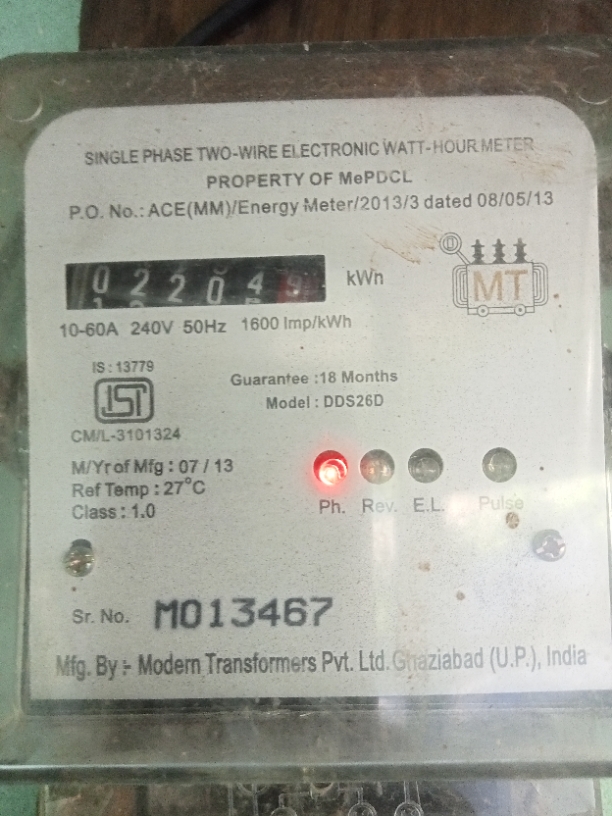 SINGLE PHASE TWO-WIRE ELECTRONIC WATT-HOUR METER
PROPERTY OF MePDCL
P.O. No.: ACE(MM)/Energy Meter/2013/3 dated 08/05/13
02204 kWh
MT
10-60A 240V 50Hz 1600 Imp/kWh
IS : 13779
ISI
CM/L-3101324
Guarantee :18 Months
Model : DDS26D
M/Yr of Mfg : 07 / 13
Ref Temp : 27°C
Class : 1.0
Ph. Rev. E.L. Pulse
Sr. No. M013467
Mfg. By :- Modern Transformers Pvt. Ltd. Ghaziabad (U.P.), India